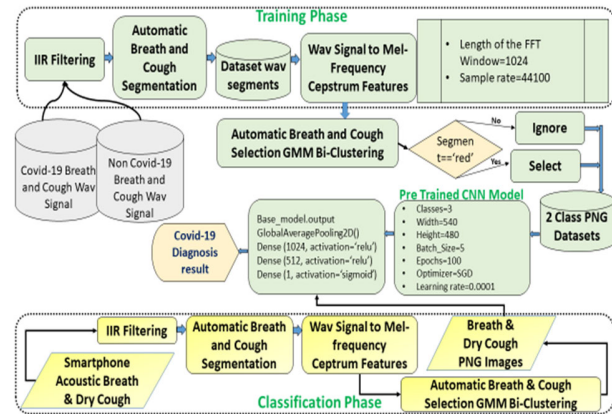 Training Phase
IIR Filtering
Automatic
Breath and
Cough
Segmentation
Dataset wav
segments
Wav Signal to Mel-
Frequency
Cepstrum Features
• Length of the FFT
Window=1024
• Sample rate=44100
Covid-19 Breath
and Cough Wav
Signal
Non Covid-19
Breath and
Cough Wav
Signal
Automatic Breath and Cough
Selection GMM Bi-Clustering
Segmen
t=='red'
No
Ignore
Yes
Select
2 Class PNG
Datasets
Pre Trained CNN Model
• Classes=3
• Width=540
• Height=480
• Batch_Size=5
• Epochs=100
• Optimizer=SGD
• Learning rate=0.0001
Base_model.output
GlobalAveragePooling2D()
Dense (1024, activation='relu')
Dense (512, activation='relu')
Dense (1, activation='sigmoid')
Covid-19
Diagnosis
result
IIR Filtering
Automatic Breath
and Cough
Segmentation
Wav Signal to Mel-
frequency
Ceptrum Features
Breath &
Dry Cough
PNG Images
Smartphone
Acoustic Breath
& Dry Cough
Automatic Breath & Cough
Selection GMM Bi-Clustering
Classification Phase